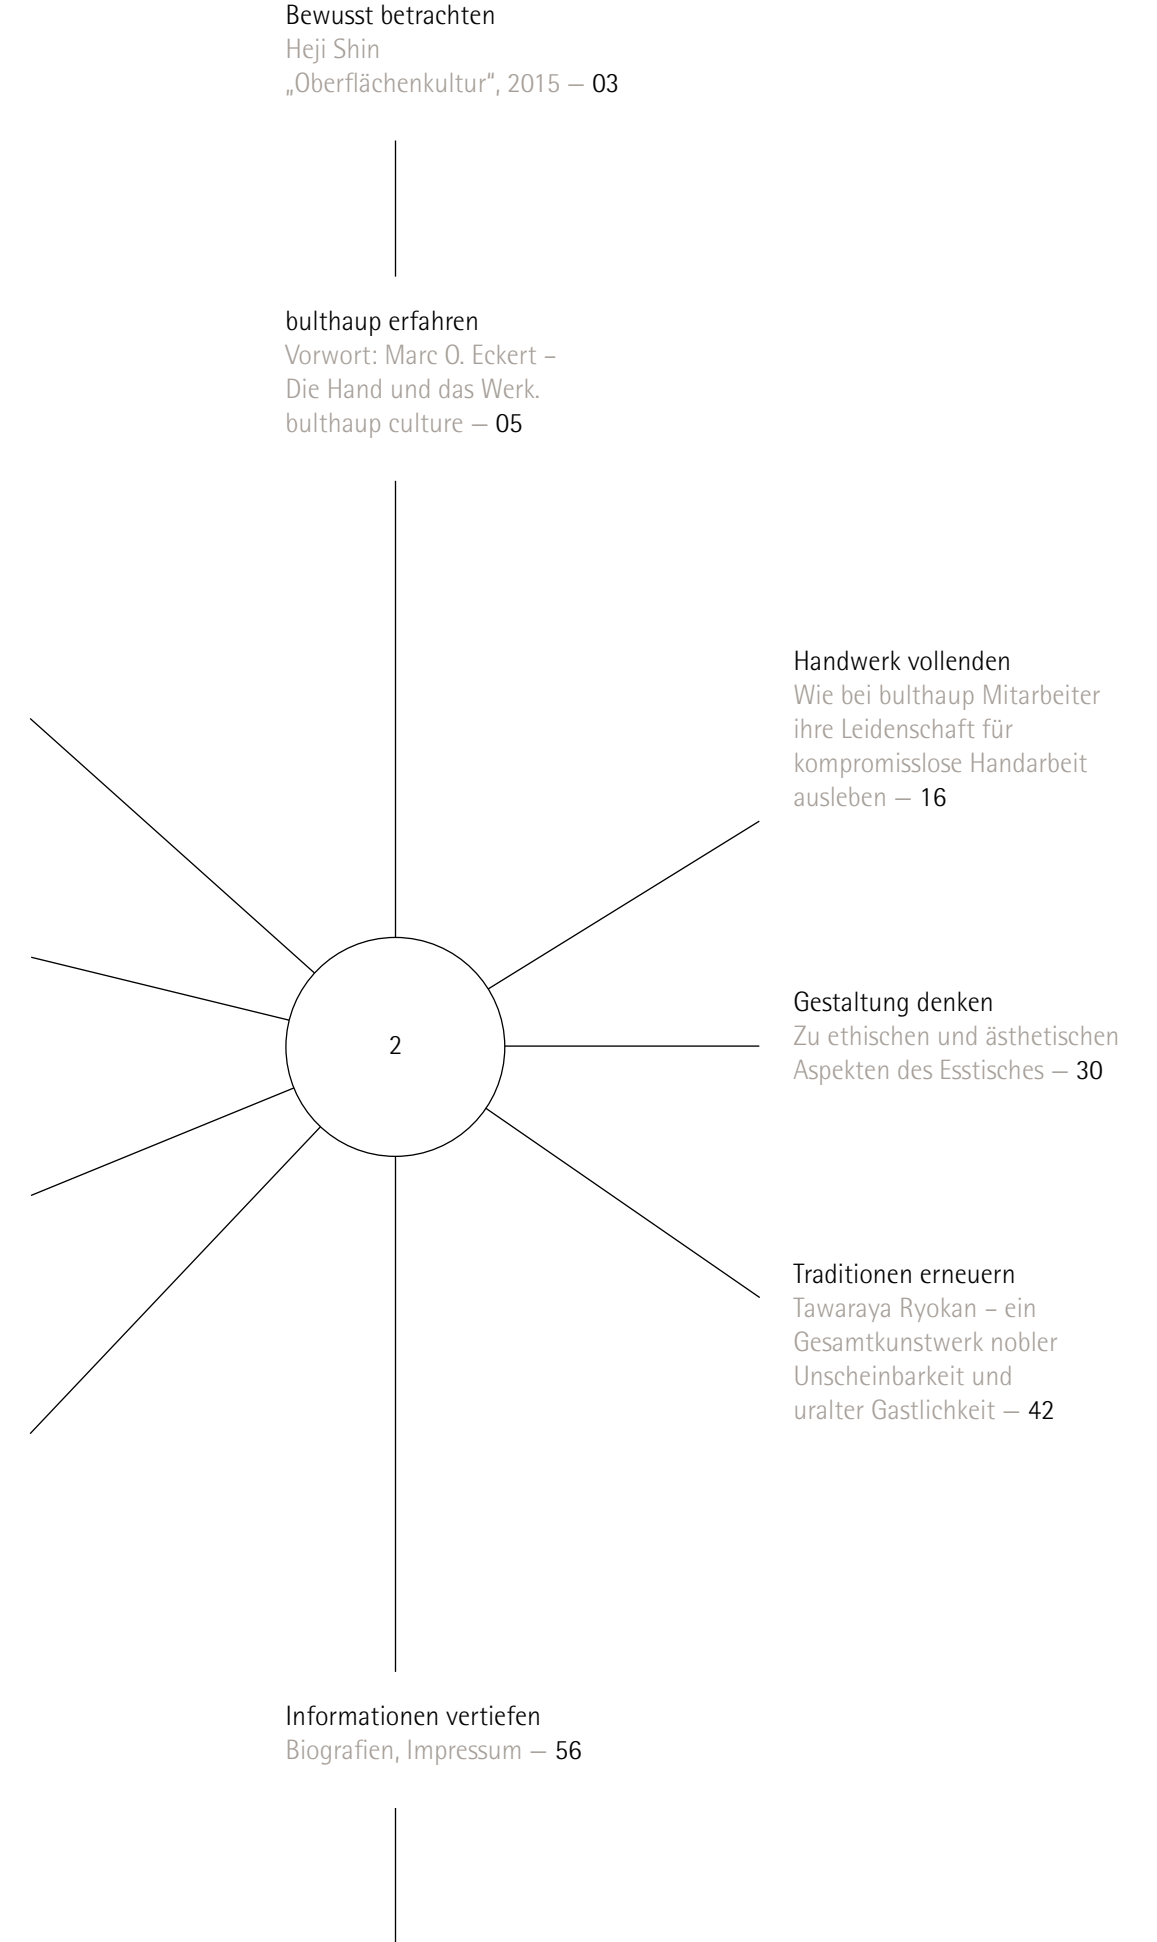 Bewusst betrachten
Heji Shin
„Oberflächenkultur“, 2015 — 03
bulthaup erfahren
Vorwort: Marc O. Eckert –
Die Hand und das Werk.
bulthaup culture — 05
Handwerk vollenden
Wie bei bulthaup Mitarbeiter
ihre Leidenschaft für
kompromisslose Handarbeit
ausleben — 16
2
Gestaltung denken
Zu ethischen und ästhetischen
Aspekten des Esstisches — 30
Traditionen erneuern
Tawaraya Ryokan – ein
Gesamtkunstwerk nobler
Unscheinbarkeit und
uralter Gastlichkeit — 42
Informationen vertiefen
Biografien, Impressum — 56